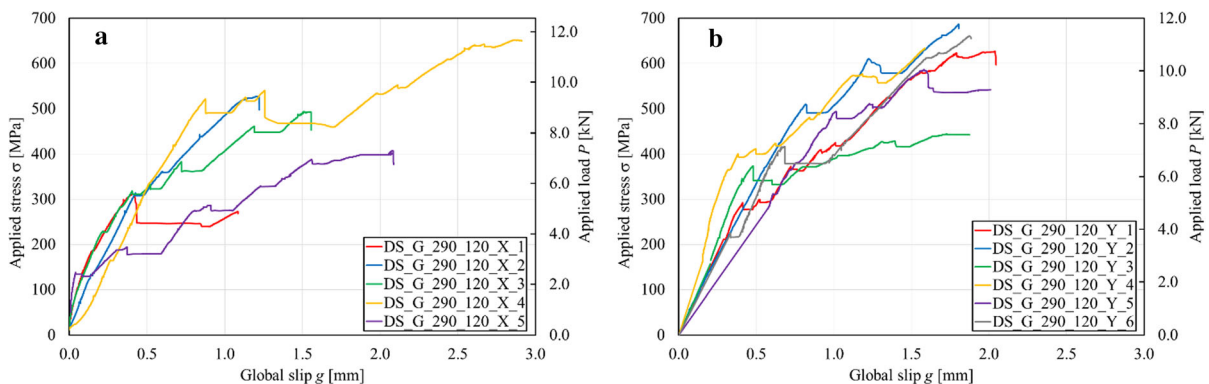 a
700
600
500
400
300
200
100
0
12.0
10.0
8.0
6.0
4.0
2.0
0.0
0.0 0.5 1.0 1.5 2.0 2.5 3.0
Applied stress σ [MPa]
Applied load P [kN]
Global slip g [mm]
DS_G_290_120_X_1
DS_G_290_120_X_2
DS_G_290_120_X_3
DS_G_290_120_X_4
DS_G_290_120_X_5
b
700
600
500
400
300
200
100
0
12.0
10.0
8.0
6.0
4.0
2.0
0.0
0.0 0.5 1.0 1.5 2.0 2.5 3.0
Applied stress σ [MPa]
Applied load P [kN]
Global slip g [mm]
DS_G_290_120_Y_1
DS_G_290_120_Y_2
DS_G_290_120_Y_3
DS_G_290_120_Y_4
DS_G_290_120_Y_5
DS_G_290_120_Y_6